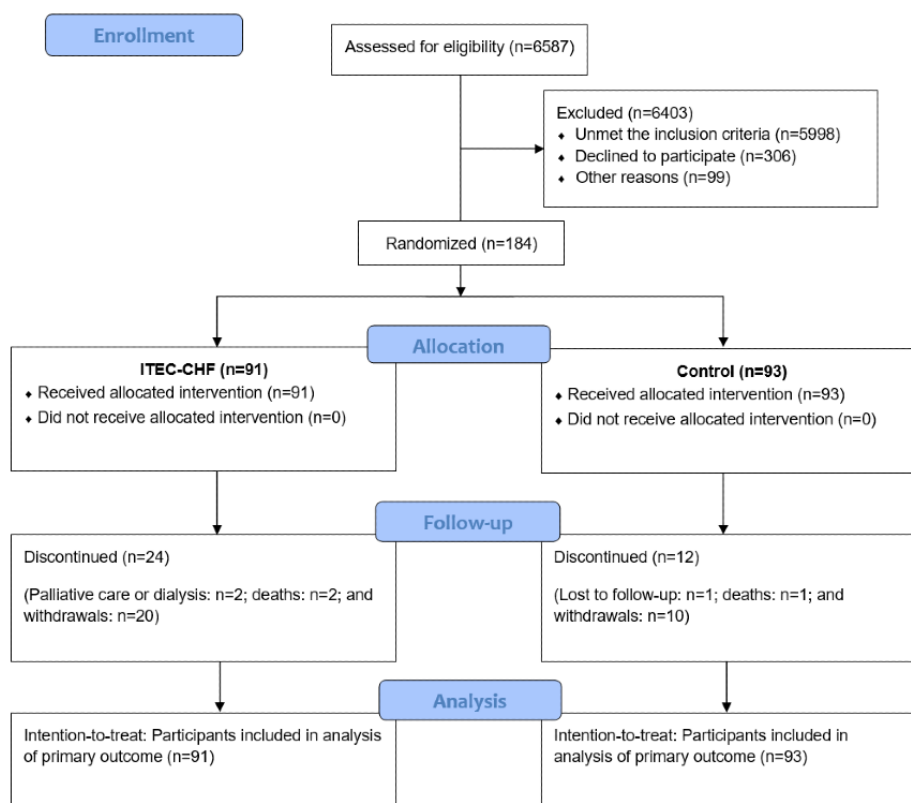 Enrollment
Assessed for eligibility (n=6587)
Excluded (n=6403)
♦ Unmet the inclusion criteria (n=5998)
♦ Declined to participate (n=306)
♦ Other reasons (n=99)
Randomized (n=184)
Allocation
ITEC-CHF (n=91)
♦ Received allocated intervention (n=91)
♦ Did not receive allocated intervention (n=0)
Control (n=93)
♦ Received allocated intervention (n=93)
♦ Did not receive allocated intervention (n=0)
Follow-up
Discontinued (n=24)
(Palliative care or dialysis: n=2; deaths: n=2; and
withdrawals: n=20)
Discontinued (n=12)
(Lost to follow-up: n=1; deaths: n=1; and
withdrawals: n=10)
Analysis
Intention-to-treat: Participants included in analysis
of primary outcome (n=91)
Intention-to-treat: Participants included in
analysis of primary outcome (n=93)